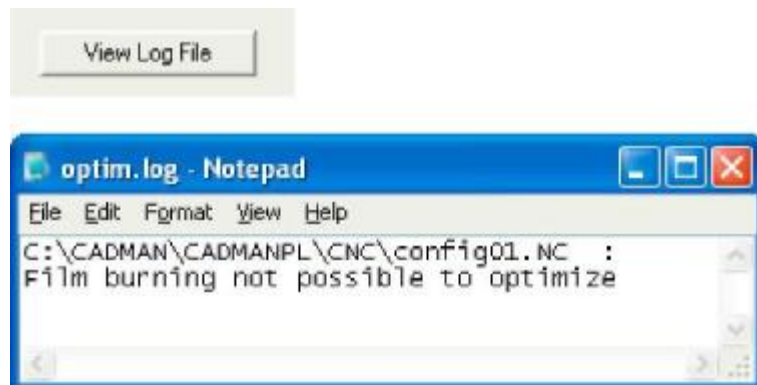 View Log File
optim.log - Notepad
File Edit Format View Help
C:\CADMAN\CADMANPL\CNC\config01.NC :
Film burning not possible to optimize